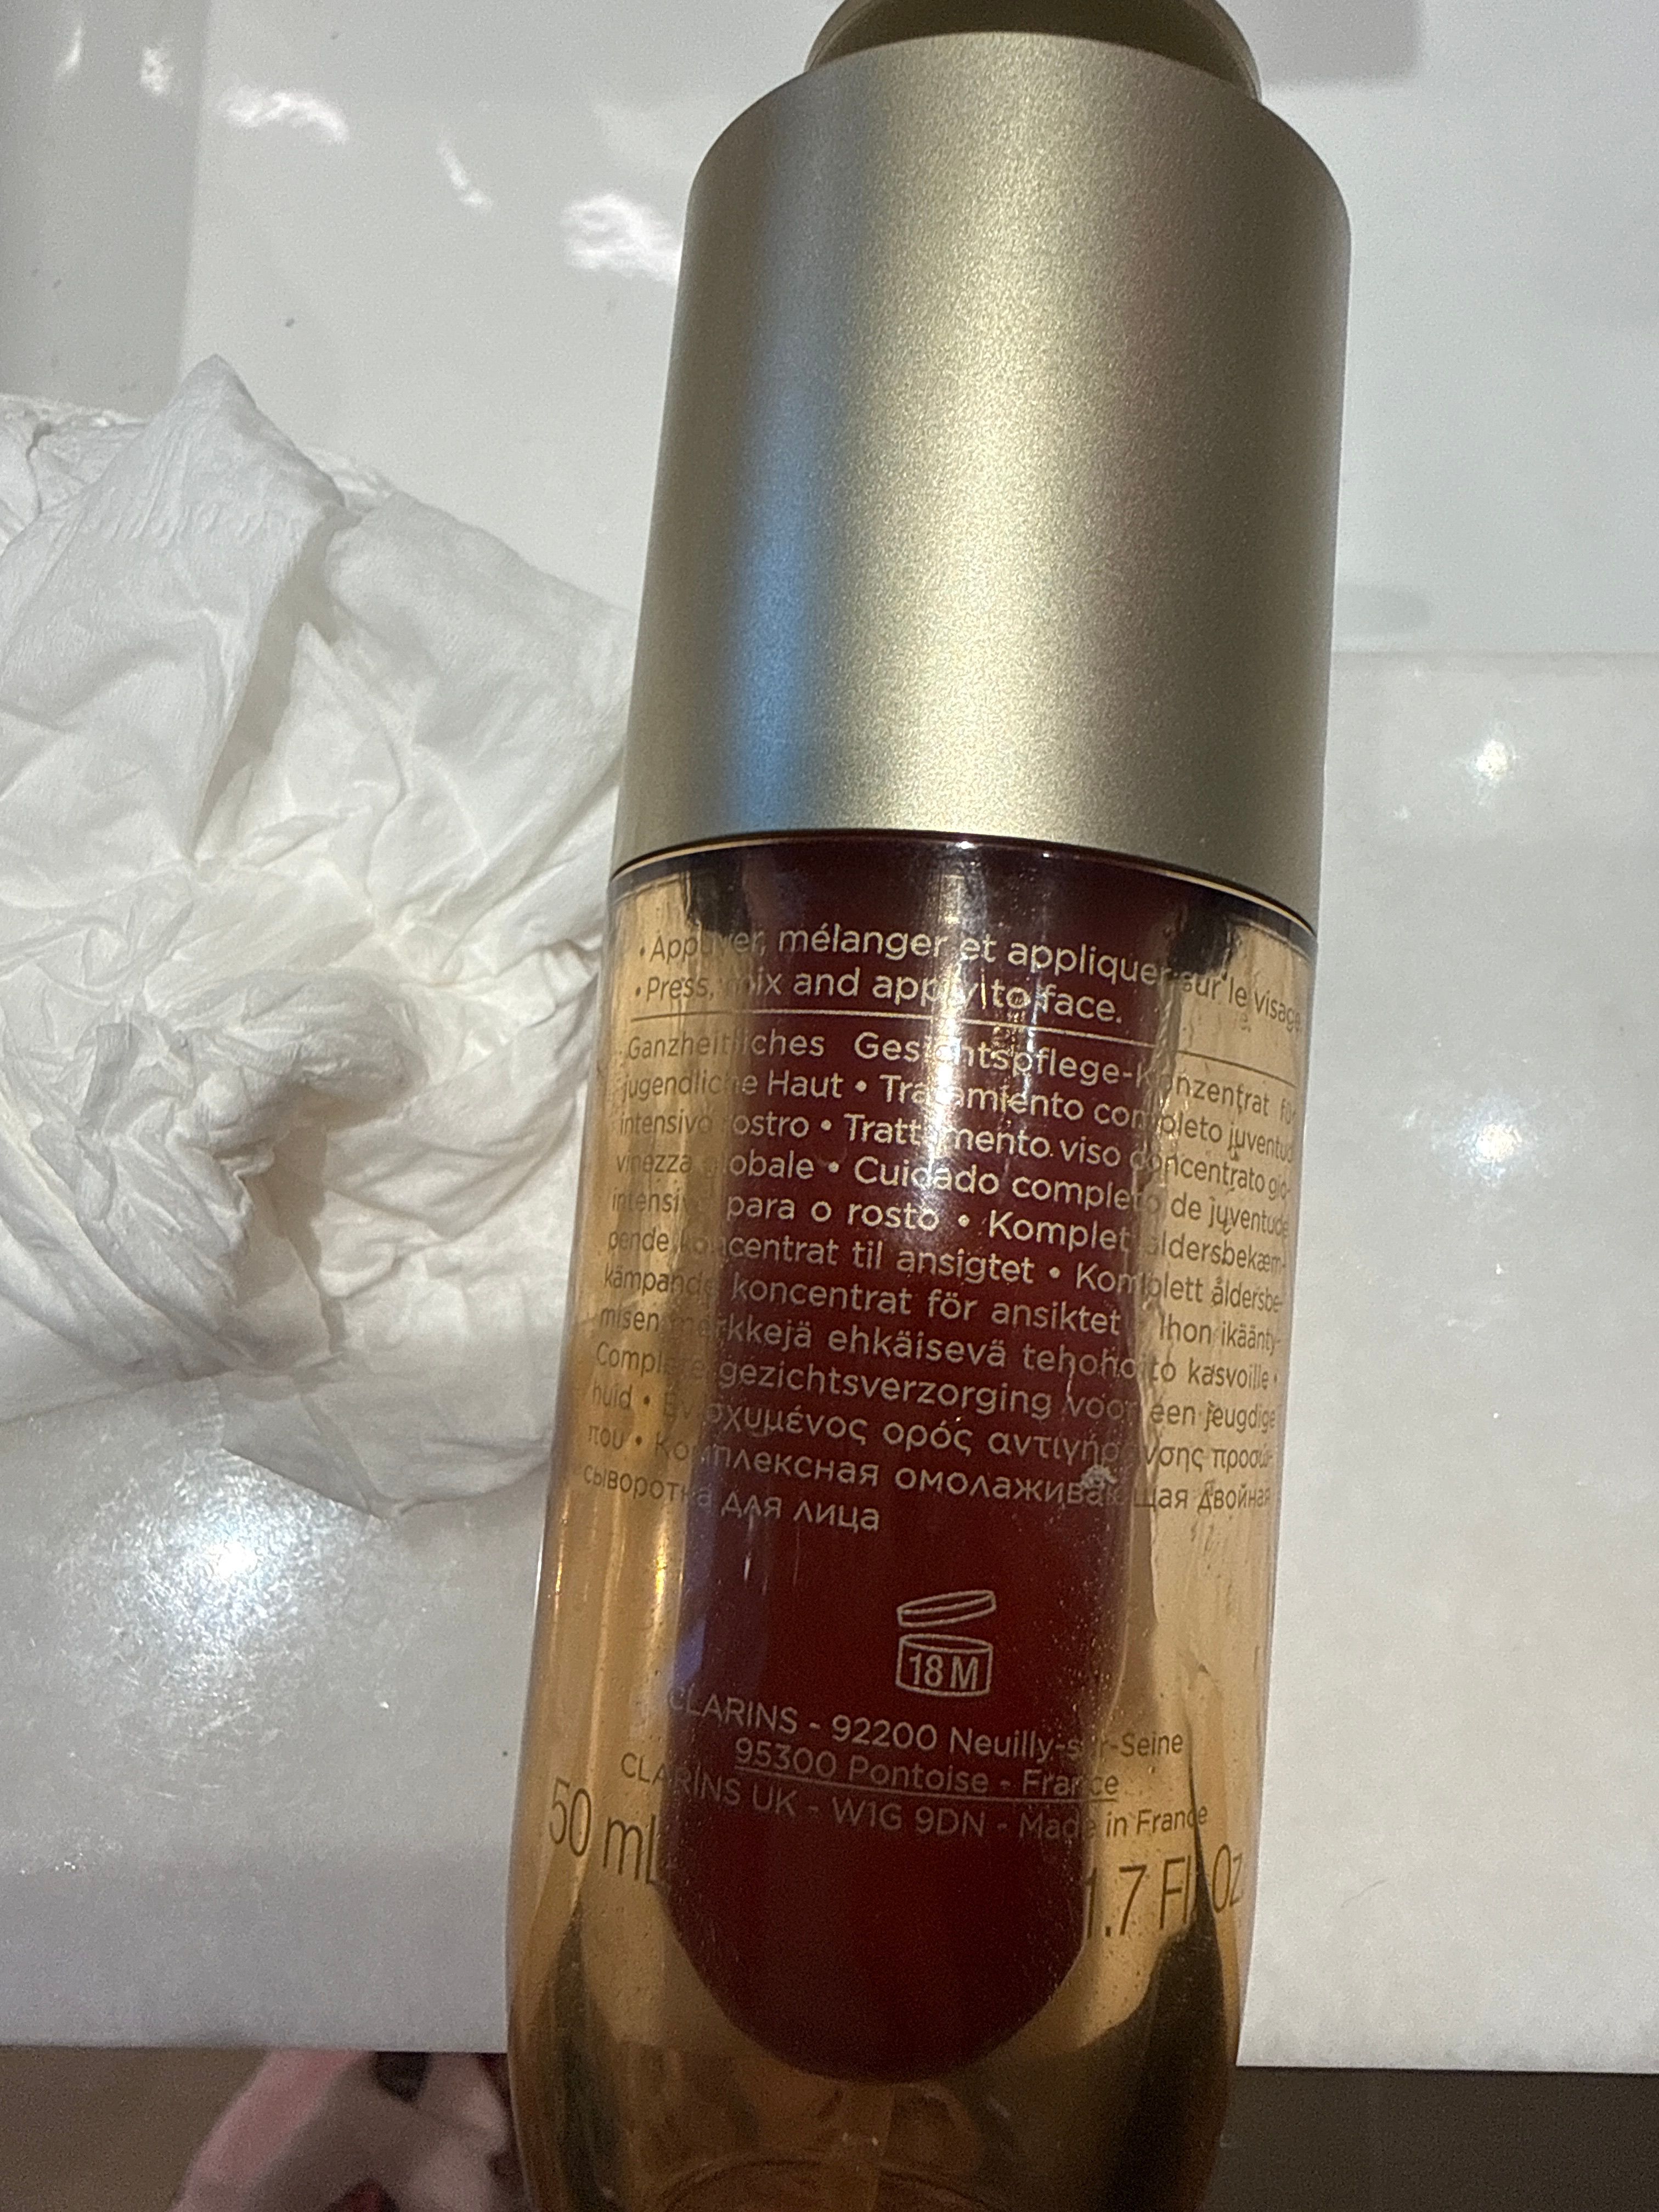 • Appuyer, mélanger et appliquer sur le visage.
• Press, mix and apply to face.
Ganzheitliches Gesichtspflege-Konzentrat für
jugendliche Haut • Tratamiento completo juventud
intensivo rostro • Trattamento viso concentrato gio-
vinezza globale • Cuidado completo de juventude
intensivo para o rosto • Komplet aldersbekæm-
pende koncentrat til ansigtet • Komplett åldersbe-
kämpande koncentrat för ansiktet • Ihon ikäänty-
misen merkkejä ehkäisevä tehohoito kasvoille •
Complete gezichtsverzorging voor een jeugdige
huid • Ενισχυμένος ορός αντιγήρανσης προσώ-
που • Комплексная омолаживающая двойная
сыворотка для лица
18 M
CLARINS - 92200 Neuilly-sur-Seine
95300 Pontoise - France
CLARINS UK - W1G 9DN - Made in France
50 mL 1.7 Fl. Oz